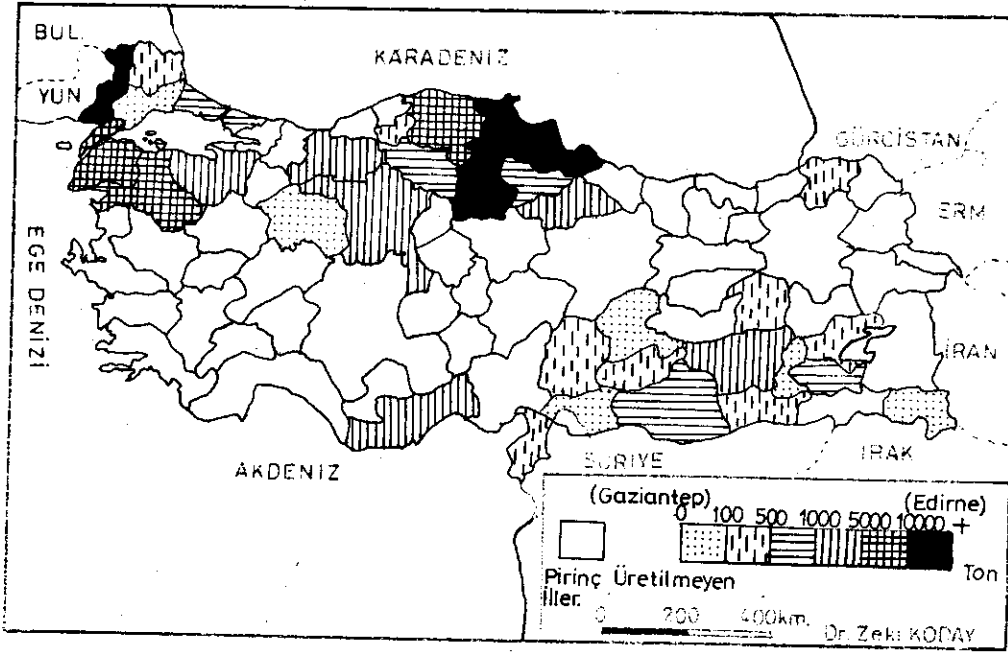 BUL.
KARADENİZ
YUN
GÜRCİSTAN
ERM
EGE DENİZİ
İRAN
AKDENİZ
SURİYE
IRAK
(Gaziantep)
(Edirne)
0 100 500 1000 5000 10000 +
Ton
Pirinç Üretilmeyen
İller.
0 200 400km.
Dr. Zeki KODAY